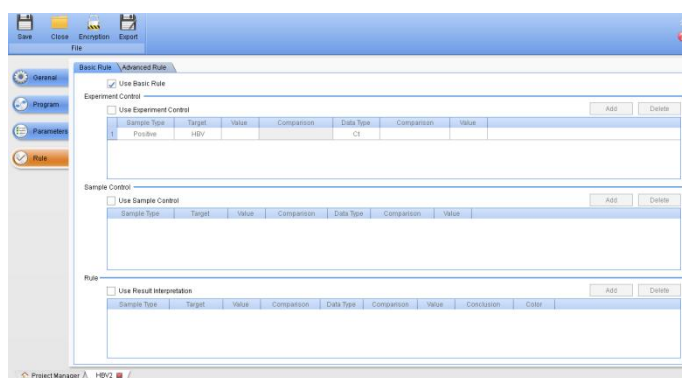 Save Close Encryption Export
File
Basic Rule Advanced Rule
General
Use Basic Rule
Experiment Control
Use Experiment Control Add Delete
Sample Type Target Value Comparison Data Type Comparison Value
1 Positive HBV Ct
Program
Parameters
Rule
Sample Control
Use Sample Control Add Delete
Sample Type Target Value Comparison Data Type Comparison Value
Rule
Use Result Interpretation Add Delete
Sample Type Target Value Comparison Data Type Comparison Value Conclusion Color
Project Manager HBV2